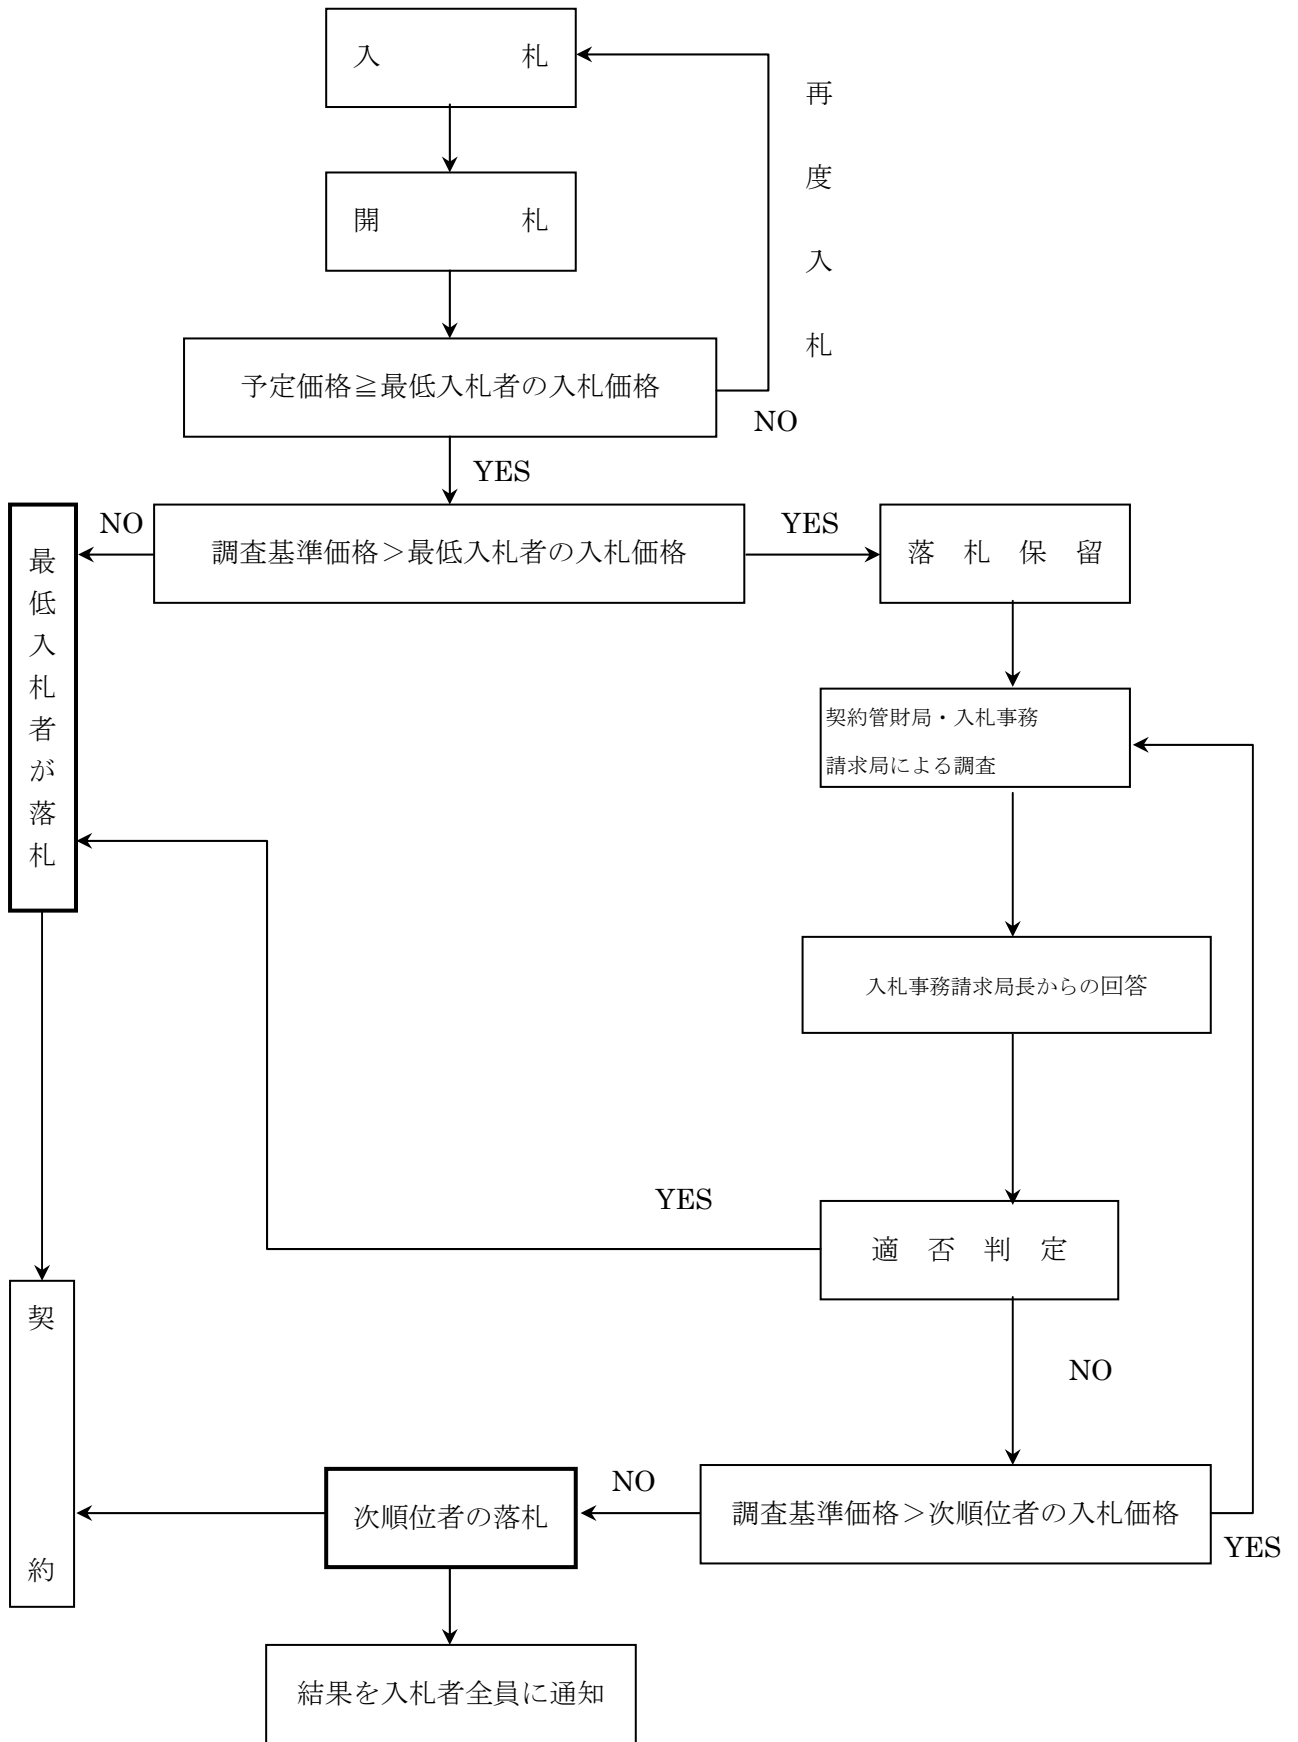 入　　　　　札
再度入札
開　　　　　札
予定価格≧最低入札者の入札価格
NO
YES
最低入札者が落札
NO
調査基準価格＞最低入札者の入札価格
YES
落　札　保　留
契約管財局・入札事務
請求局による調査
入札事務請求局長からの回答
YES
適　否　判　定
NO
契　　　　　約
次順位者の落札
NO
調査基準価格＞次順位者の入札価格
YES
結果を入札者全員に通知